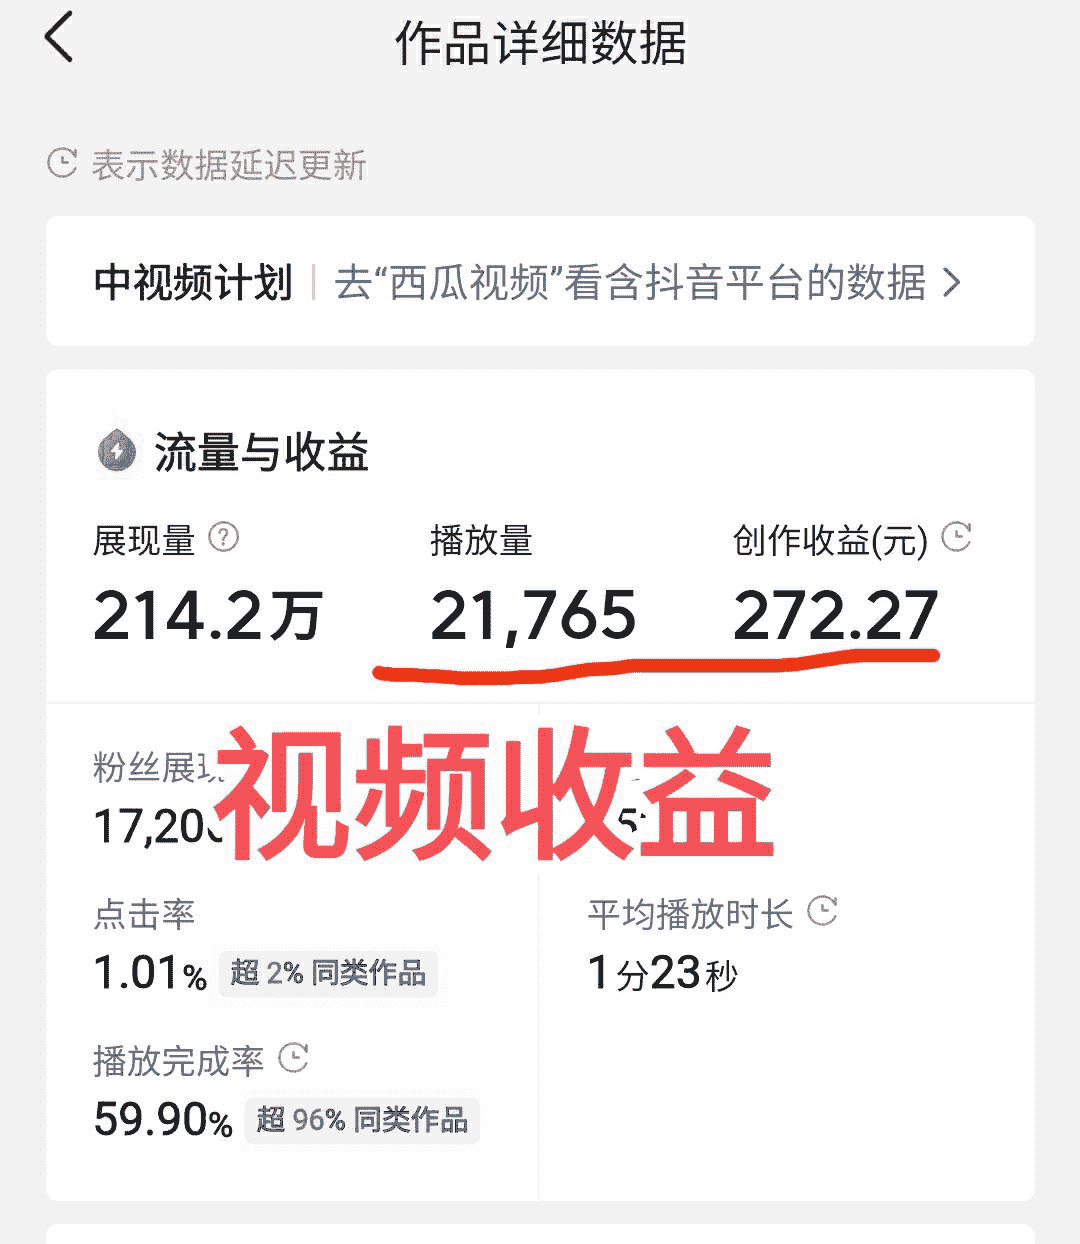 作品详细数据
表示数据延迟更新
中视频计划 | 去“西瓜视频”看含抖音平台的数据
流量与收益
展现量 播放量 创作收益(元)
214.2万 21,765 272.27
视频收益
粉丝展
17,20
点击率 平均播放时长
1.01% 超 2% 同类作品 1分23秒
播放完成率
59.90% 超 96% 同类作品